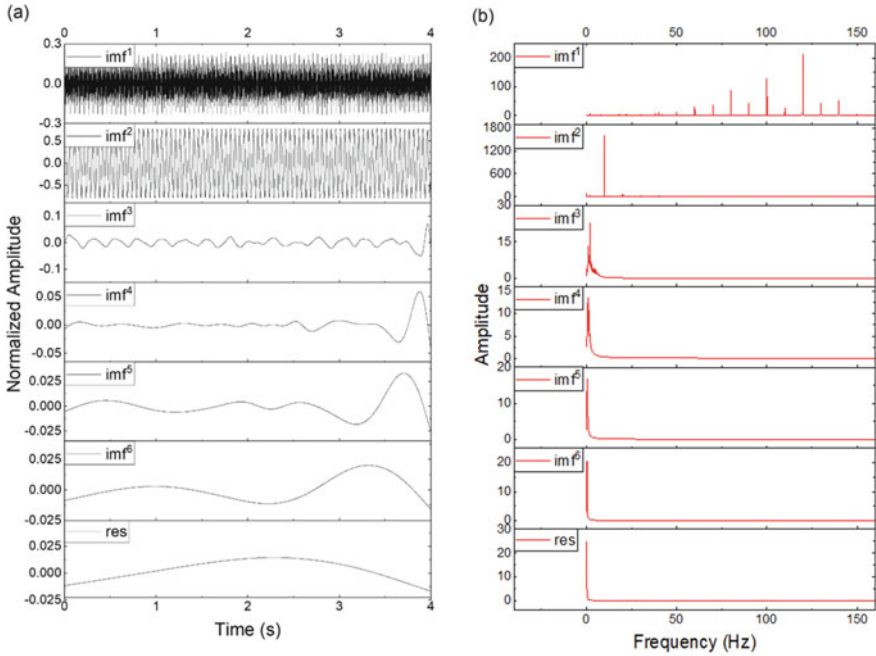 (a)
0 1 2 3 4
Normalized Amplitude
0.3
0.0
-0.3
imf¹
0.5
0.0
-0.5
imf²
0.1
0.0
-0.1
imf³
0.05
0.00
-0.05
imf⁴
0.025
0.000
-0.025
imf⁵
0.025
0.000
-0.025
imf⁶
0.025
0.000
-0.025
res
0 1 2 3 4
Time (s)
(b)
0 50 100 150
Amplitude
200
100
0
imf¹
1800
1200
600
0
imf²
30
15
0
imf³
15
10
5
0
imf⁴
20
10
0
imf⁵
20
10
0
imf⁶
30
20
10
0
res
0 50 100 150
Frequency (Hz)